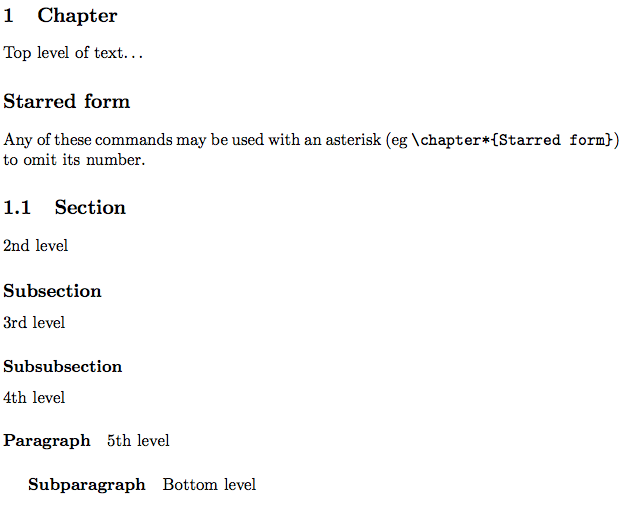 1 Chapter
Top level of text...
Starred form
Any of these commands may be used with an asterisk (eg \chapter*{Starred form})
to omit its number.
1.1 Section
2nd level
Subsection
3rd level
Subsubsection
4th level
Paragraph 5th level
Subparagraph Bottom level